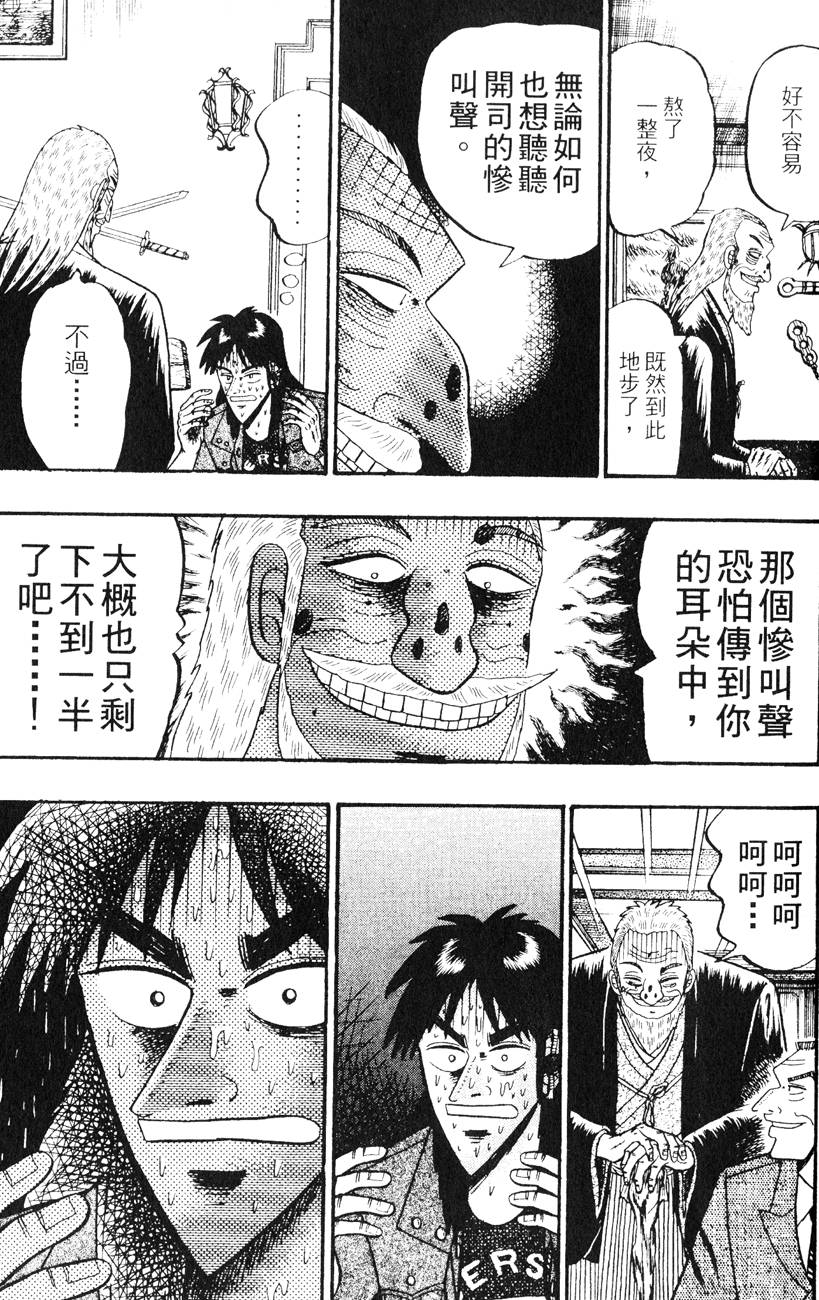 好不容易
熬了
一整夜，
既然到此
地步了，
無論如何
也想聽聽
開司的慘
叫聲。
………
不過……
那個慘叫聲
恐怕傳到你
的耳朵中，
大概也只剩
下不到一半
了吧……！
呵呵呵
呵呵…
ERS
ERS